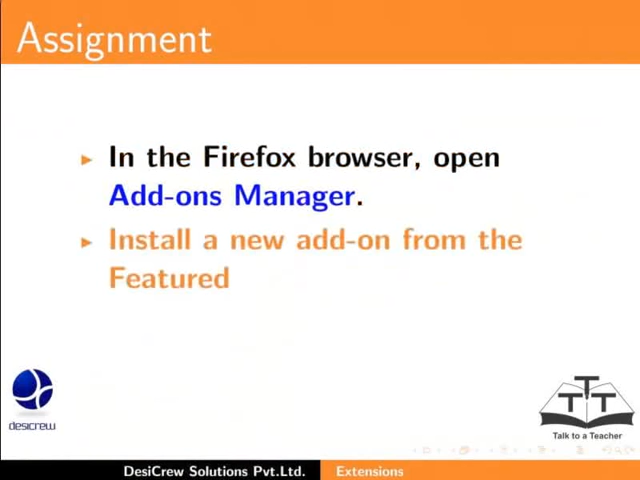 Assignment
In the Firefox browser, open
Add-ons Manager.
Install a new add-on from the
Featured
desicrew
TTT
Talk to a Teacher
DesiCrew Solutions Pvt.Ltd.
Extensions